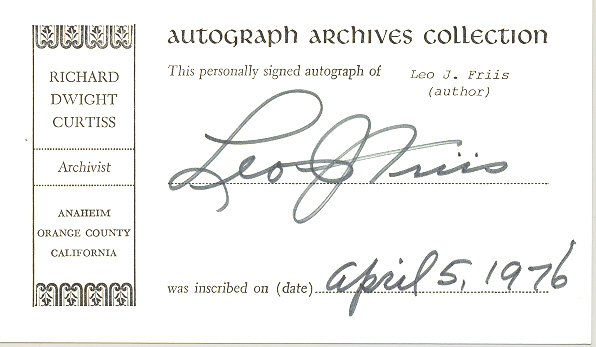 RICHARD
DWIGHT
CURTISS
Archivist
ANAHEIM
ORANGE COUNTY
CALIFORNIA
AUTOGRAPH ARCHIVES COLLECTION
This personally signed autograph of Leo J. Friis
(author)
Leo J Friis
was inscribed on (date) April 5, 1976